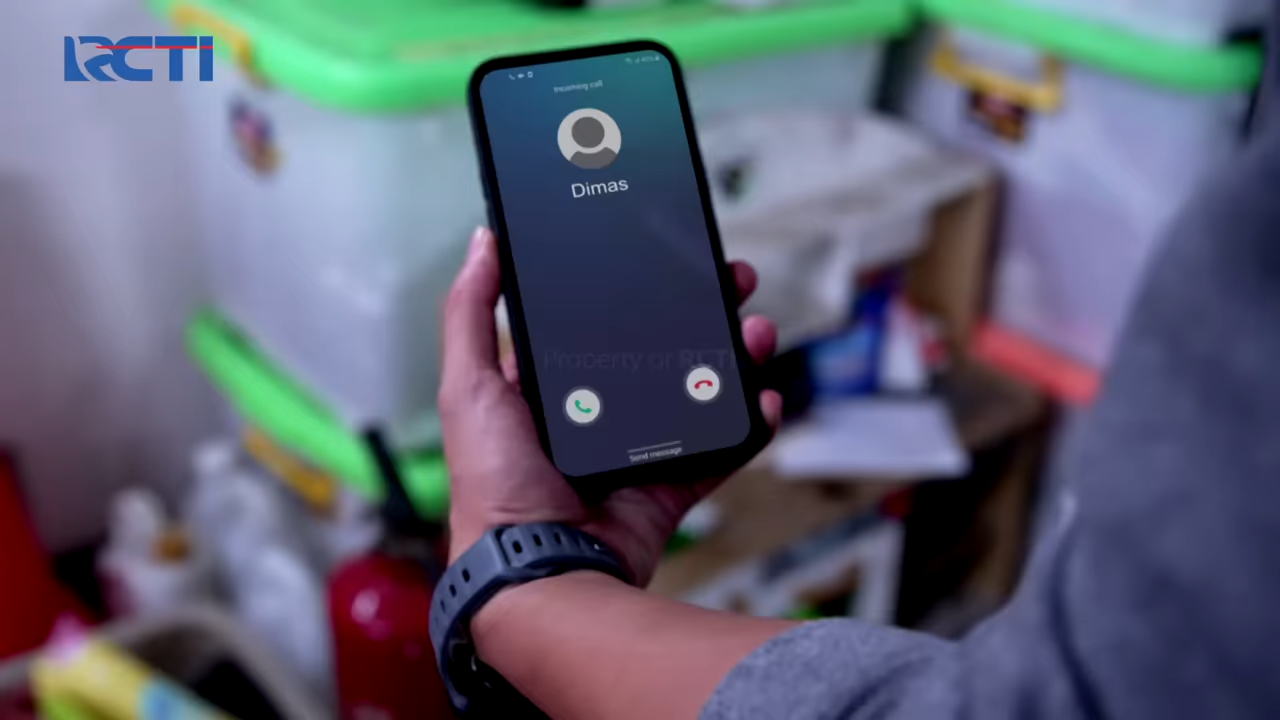 RCTI
Incoming call
Dimas
Property of RCTI
Send message